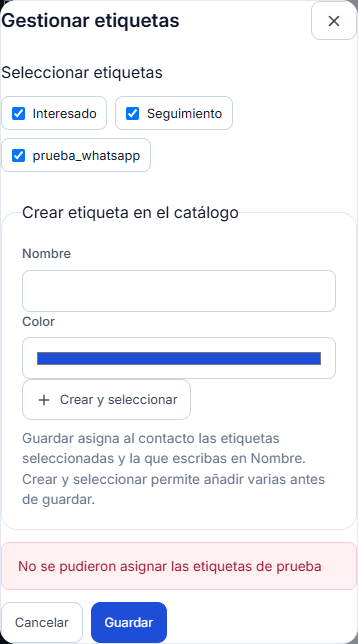 Gestionar etiquetas
Seleccionar etiquetas
Interesado
Seguimiento
prueba_whatsapp
Crear etiqueta en el catálogo
Nombre
Color
Crear y seleccionar
Guardar asigna al contacto las etiquetas
seleccionadas y la que escribas en Nombre.
Crear y seleccionar permite añadir varias antes
de guardar.
No se pudieron asignar las etiquetas de prueba
Cancelar
Guardar